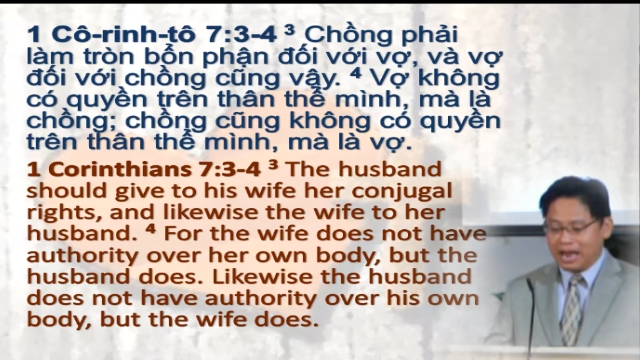 1 Cô-rinh-tô 7:3-4 ³ Chồng phải
làm tròn bổn phận đối với vợ, và vợ
đối với chồng cũng vậy. ⁴ Vợ không
có quyền trên thân thể mình, mà là
chồng; chồng cũng không có quyền
trên thân thể mình, mà là vợ.
1 Corinthians 7:3-4 ³ The husband
should give to his wife her conjugal
rights, and likewise the wife to her
husband. ⁴ For the wife does not have
authority over her own body, but the
husband does. Likewise the husband
does not have authority over his own
body, but the wife does.